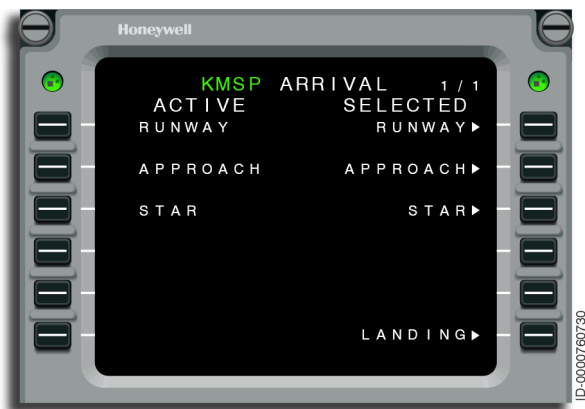 Honeywell
KMSP ARRIVAL 1/1
ACTIVE SELECTED
RUNWAY RUNWAY▶
APPROACH APPROACH▶
STAR STAR▶
LANDING▶
ID-0000760730